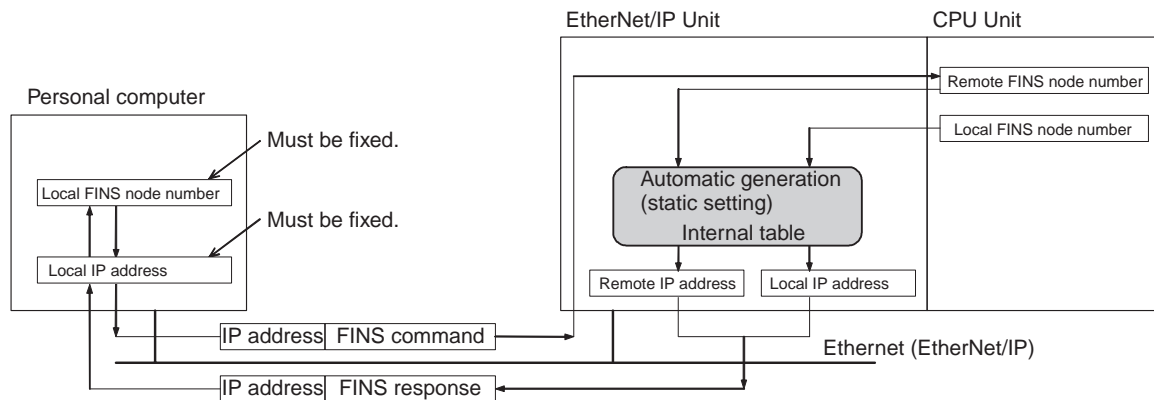 EtherNet/IP Unit
CPU Unit
Personal computer
Remote FINS node number
Must be fixed.
Local FINS node number
Automatic generation
(static setting)
Internal table
Local FINS node number
Must be fixed.
Local IP address
Remote IP address
Local IP address
IP address
FINS command
Ethernet (EtherNet/IP)
IP address
FINS response